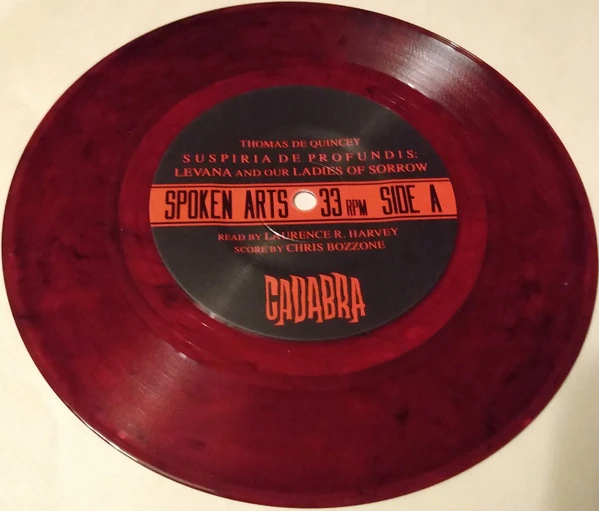 THOMAS DE QUINCEY
SUSPIRIA DE PROFUNDIS:
LEVANA AND OUR LADIES OF SORROW
SPOKEN ARTS 33 RPM SIDE A
READ BY LAURENCE R. HARVEY
SCORE BY CHRIS BOZZONE
CADABRA